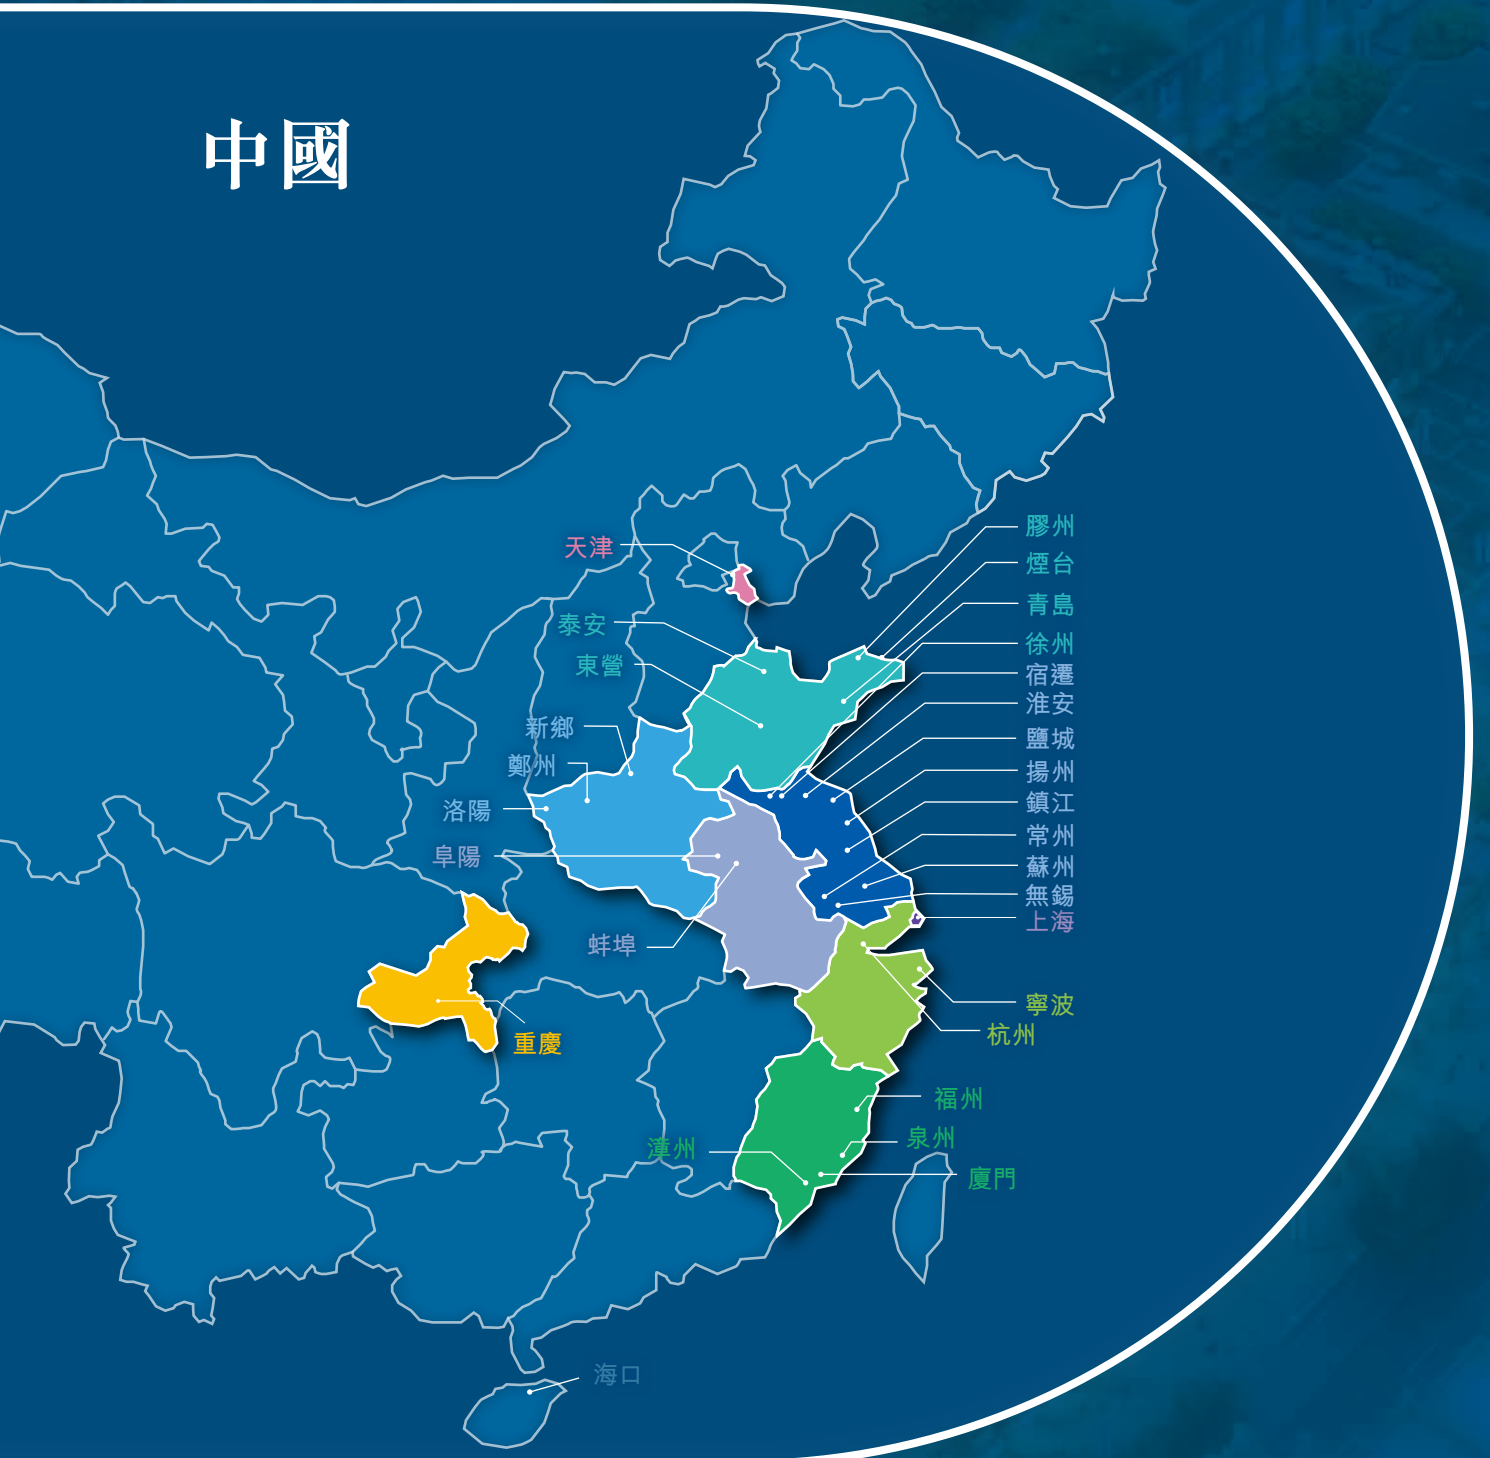 中國
膠州
天津
煙台
青島
泰安
徐州
東營
宿遷
淮安
新鄉
鹽城
鄭州
揚州
鎮江
洛陽
常州
阜陽
蘇州
無錫
上海
蚌埠
寧波
杭州
重慶
福州
泉州
漳州
廈門
海口